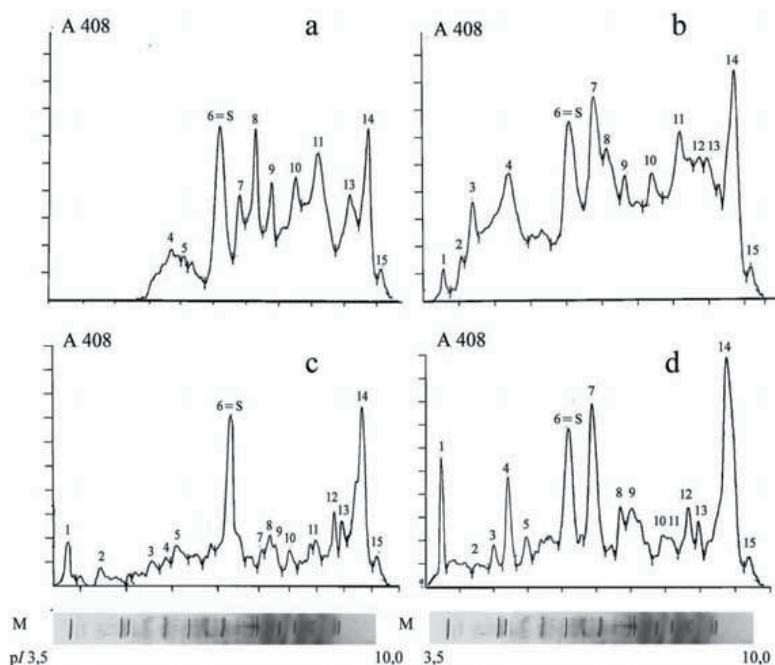 A 408 a
6=S 7 8 9 10 11 13 14 15 4 5
A 408 b
1 2 3 4 6=S 7 8 9 10 11 12 13 14 15
A 408 c
1 2 3 4 5 6=S 7 8 9 10 11 12 13 14 15
A 408 d
1 2 3 4 5 6=S 7 8 9 10 11 12 13 14 15
M M
pI 3,5 10,0 3,5 10,0